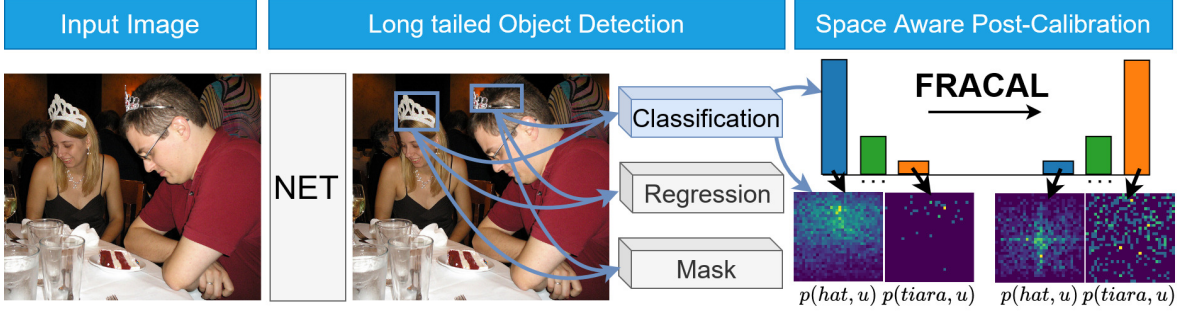 Input Image
Long tailed Object Detection
Space Aware Post-Calibration
NET
Classification
Regression
Mask
FRACAL
...
...
p(hat, u) p(tiara, u)
p(hat, u) p(tiara, u)